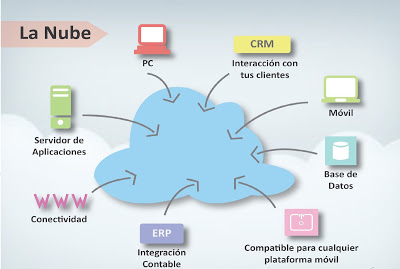 La Nube
PC
CRM
Interacción con
tus clientes
Móvil
Servidor de
Aplicaciones
Base de
Datos
WWW
Conectividad
ERP
Integración
Contable
Compatible para cualquier
plataforma móvil